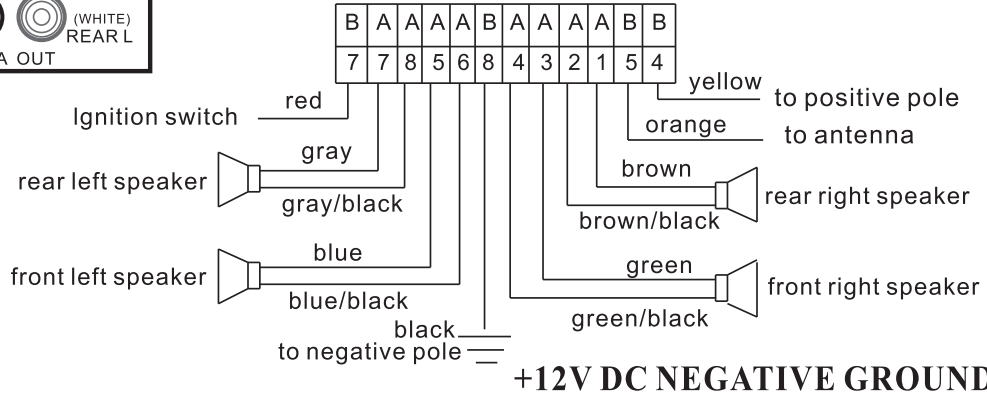 (WHITE)
REAR L
A OUT
B A A A A B A A A A B B
7 7 8 5 6 8 4 3 2 1 5 4
yellow
to positive pole
red
Ignition switch
orange
to antenna
gray
rear left speaker
gray/black
brown
rear right speaker
brown/black
blue
front left speaker
blue/black
green
front right speaker
green/black
black
to negative pole
+12V DC NEGATIVE GROUND